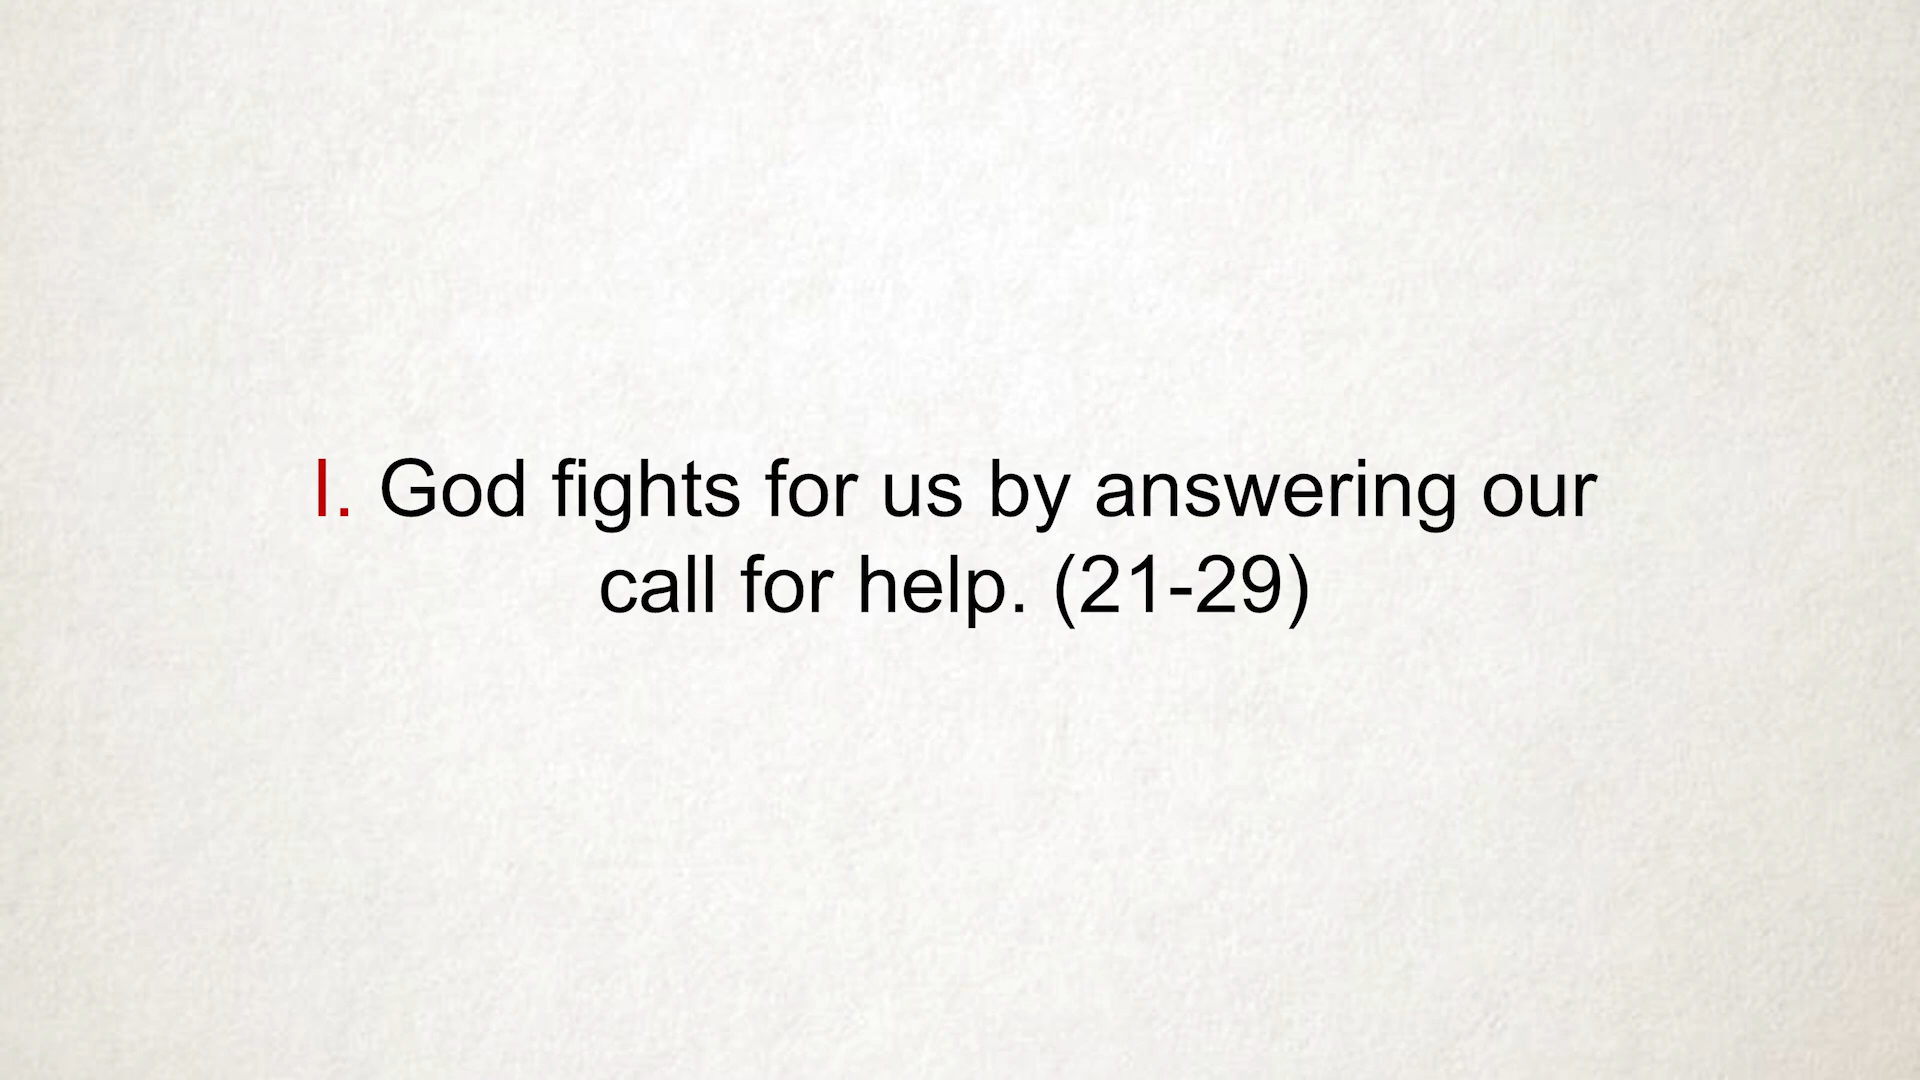 I. God fights for us by answering our
call for help. (21-29)